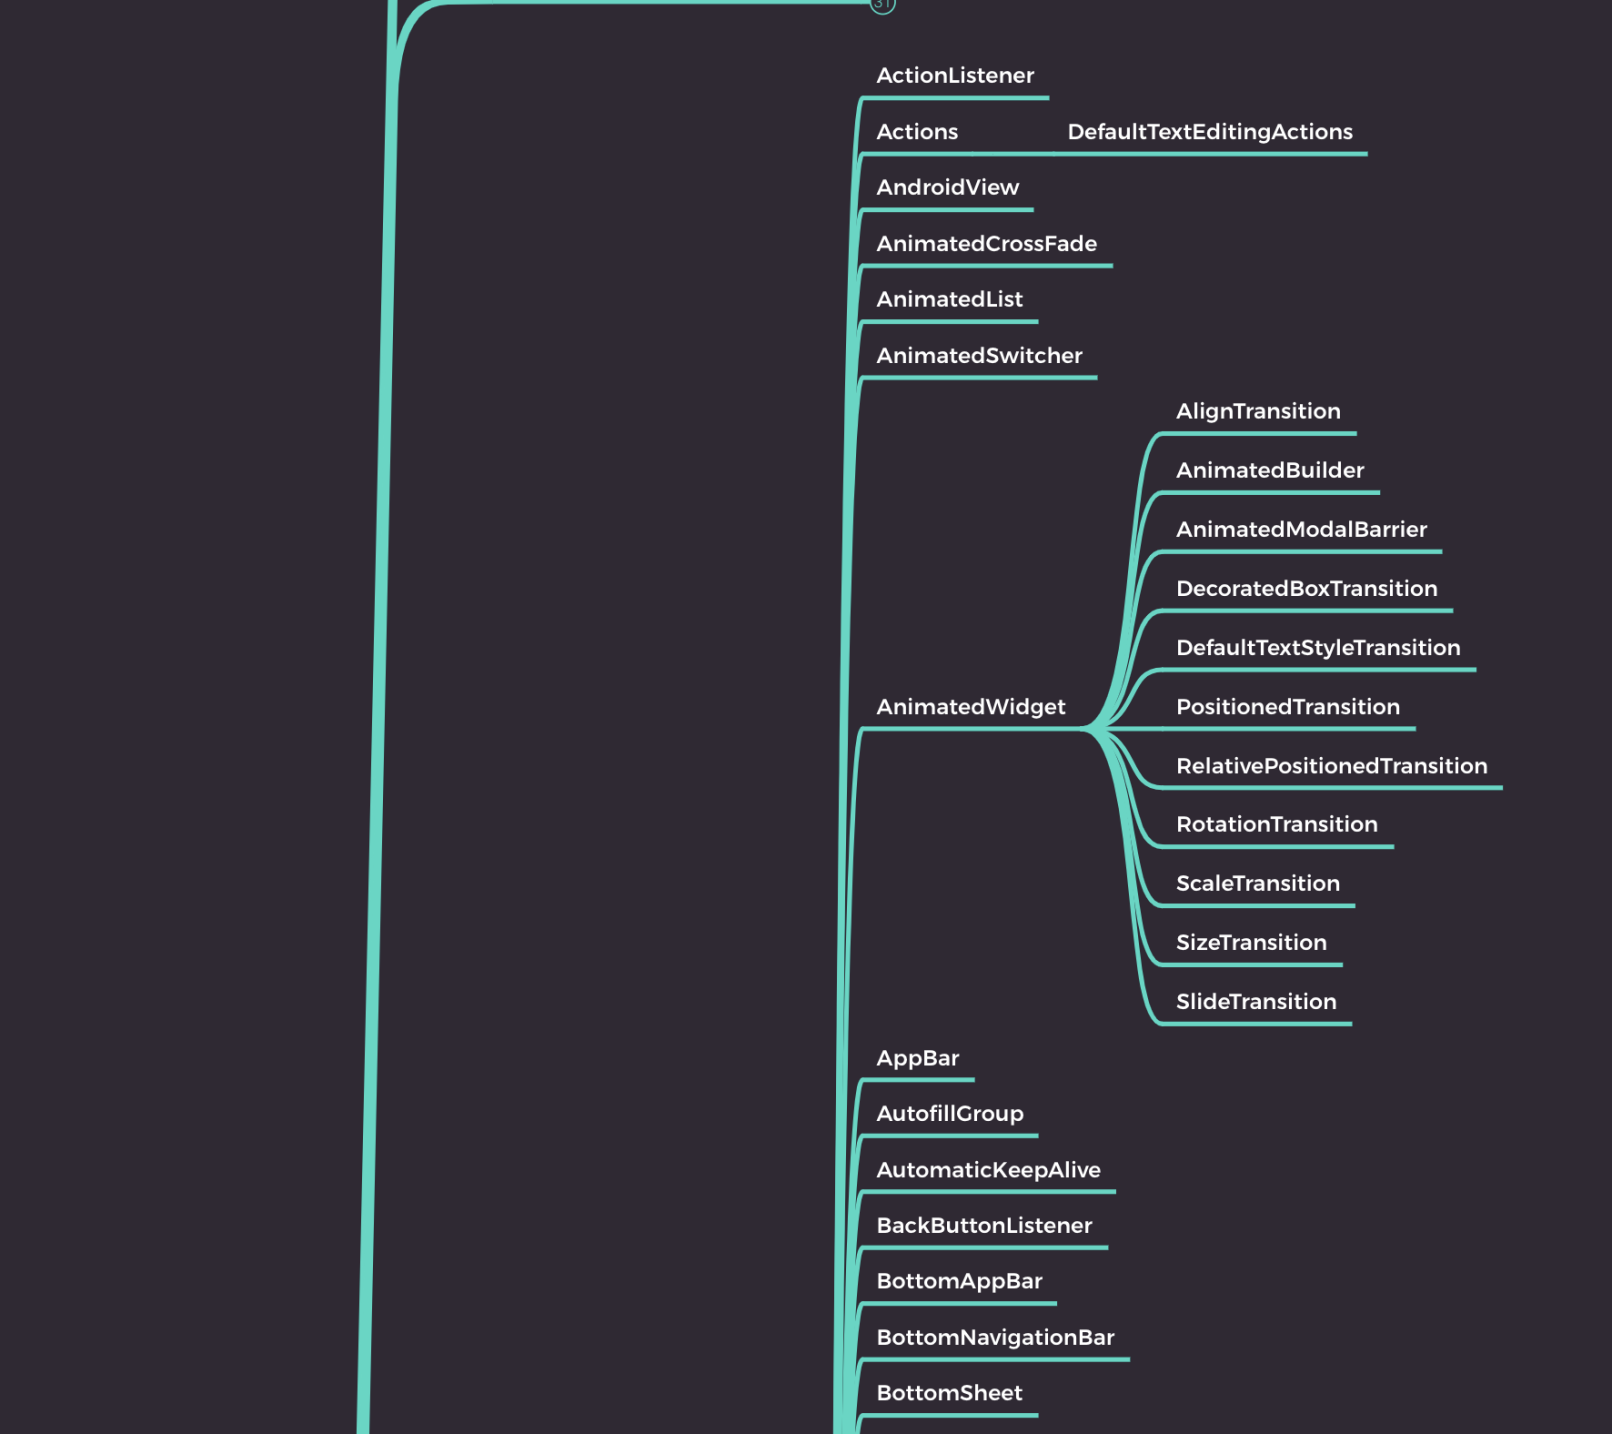 31
ActionListener
Actions DefaultTextEditingActions
AndroidView
AnimatedCrossFade
AnimatedList
AnimatedSwitcher
AlignTransition
AnimatedBuilder
AnimatedModalBarrier
DecoratedBoxTransition
DefaultTextStyleTransition
AnimatedWidget PositionedTransition
RelativePositionedTransition
RotationTransition
ScaleTransition
SizeTransition
SlideTransition
AppBar
AutofillGroup
AutomaticKeepAlive
BackButtonListener
BottomAppBar
BottomNavigationBar
BottomSheet